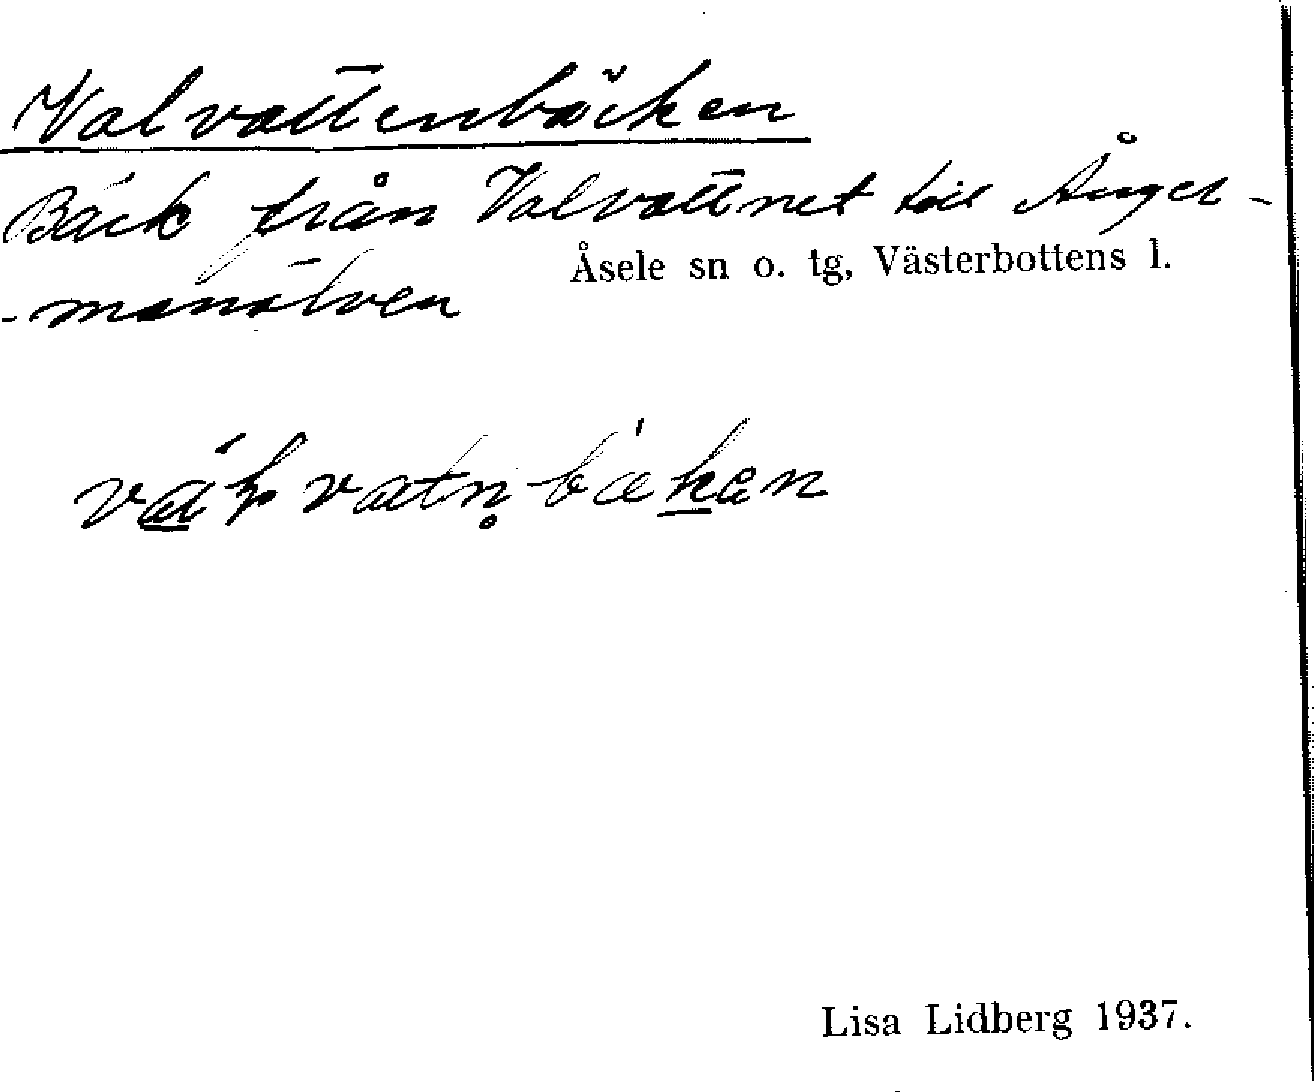 Valvattenbäcken
Bäck från Valvattnet till Ånger-
Åsele sn o. tg, Västerbottens l.
-manälven
Lisa Lidberg 1937.